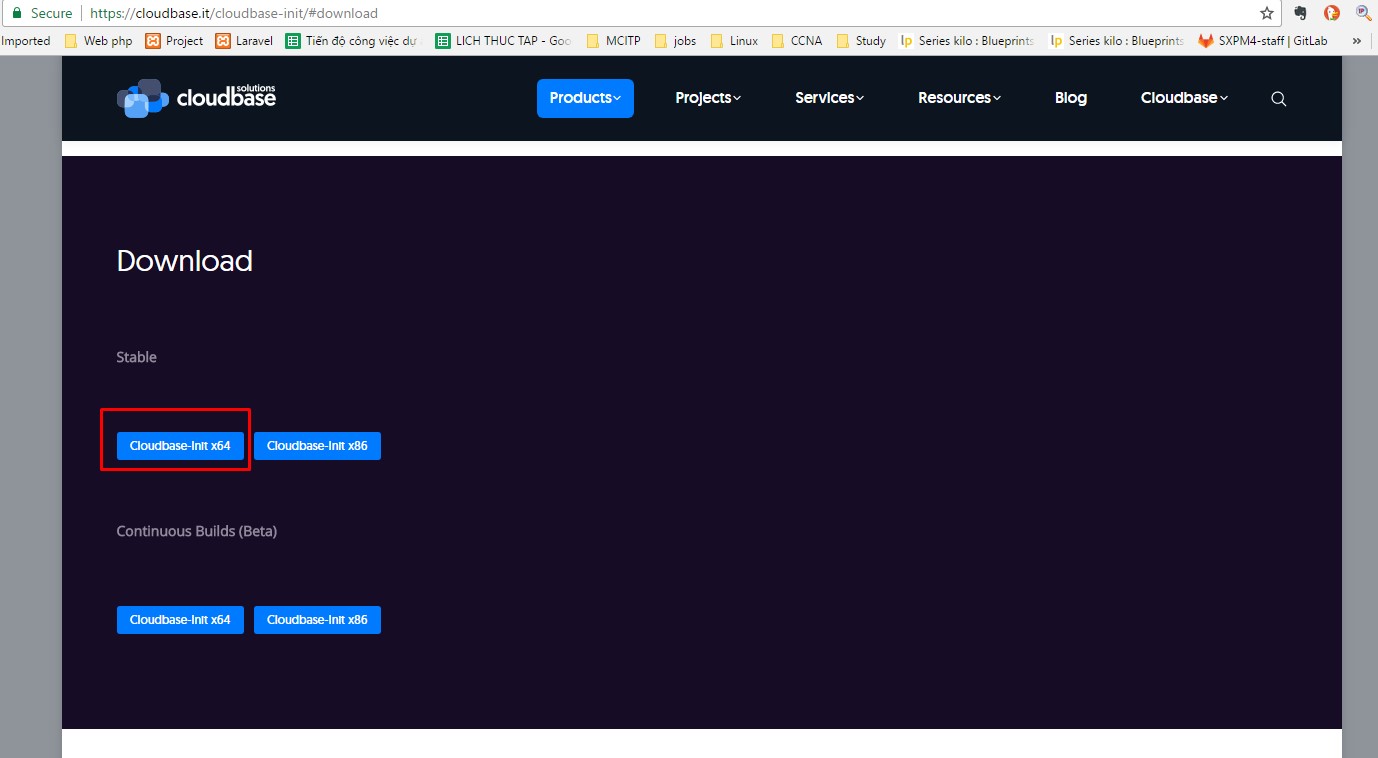 Secure https://cloudbase.it/cloudbase-init/#download
Imported Web php Project Laravel Tiến độ công việc dự LICH THUC TAP - Goo MCITP jobs Linux CCNA Study Series kilo : Blueprints Series kilo : Blueprints SXPM4-staff | GitLab »
solutions
cloudbase
Products Projects Services Resources Blog Cloudbase
Download
Stable
Cloudbase-Init x64 Cloudbase-Init x86
Continuous Builds (Beta)
Cloudbase-Init x64 Cloudbase-Init x86